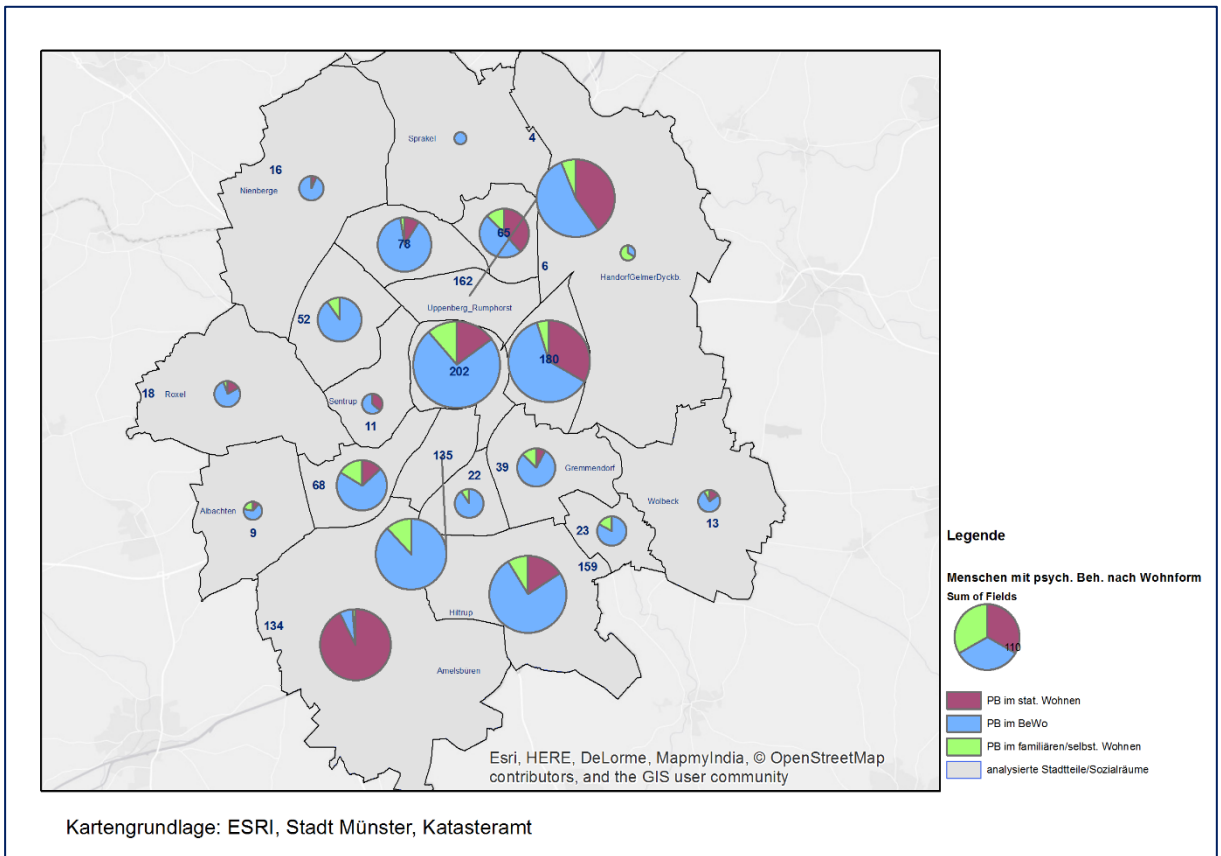 Sprakel
4
16
Nienberge
65
78
6
HandorfGelmerDyckb.
162
Uppenberg_Rumphorst
52
202
180
18
Roxel
Sentrup
11
135
22
39
Gremmendorf
68
Albachten
9
Wolbeck
13
23
159
134
Hiltrup
Amelsbüren
Legende
Menschen mit psych. Beh. nach Wohnform
Sum of Fields
110
PB im stat. Wohnen
PB im BeWo
PB im familiären/selbst. Wohnen
analysierte Stadtteile/Sozialräume
Esri, HERE, DeLorme, MapmyIndia, © OpenStreetMap
contributors, and the GIS user community
Kartengrundlage: ESRI, Stadt Münster, Katasteramt